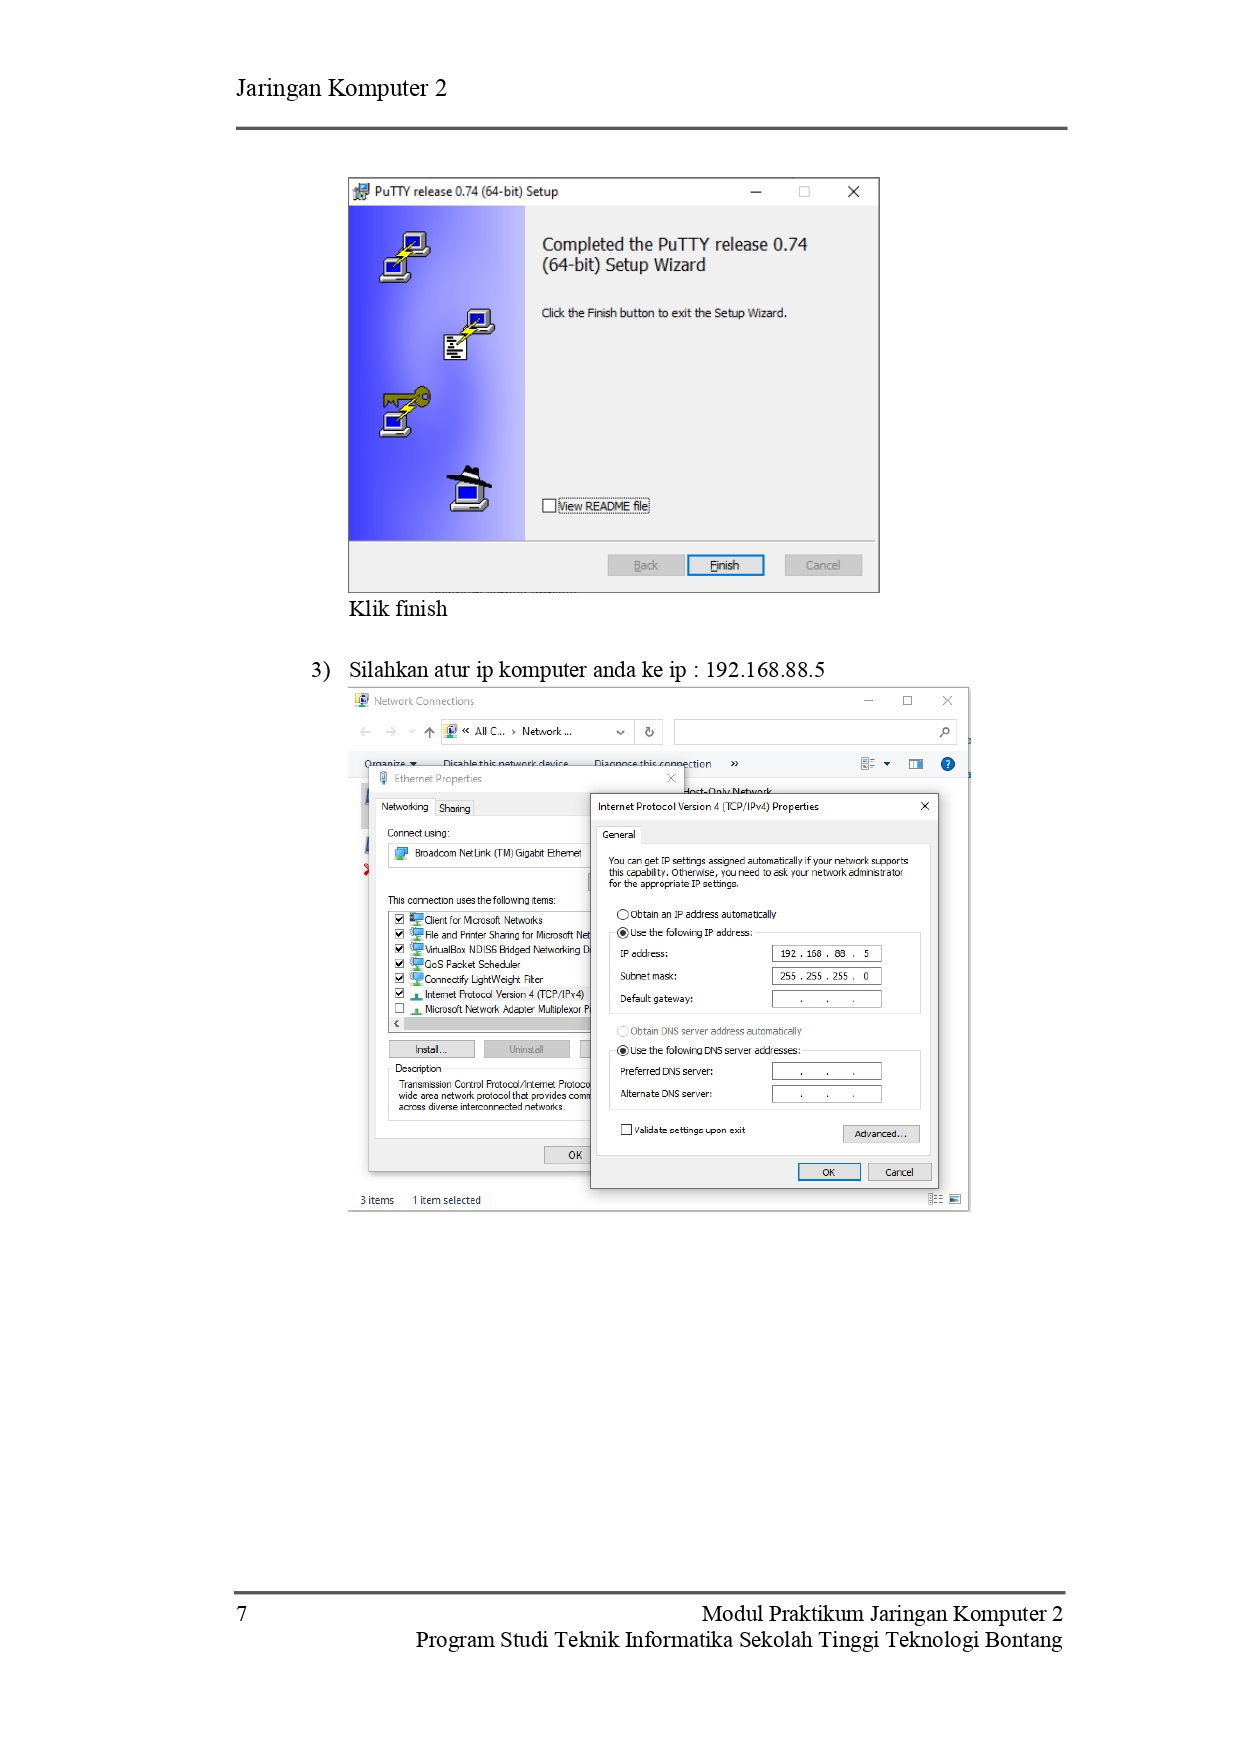 Jaringan Komputer 2
PuTTY release 0.74 (64-bit) Setup
Completed the PuTTY release 0.74
(64-bit) Setup Wizard
Click the Finish button to exit the Setup Wizard.
View README file
Back Finish Cancel
Klik finish
3) Silahkan atur ip komputer anda ke ip : 192.168.88.5
Network Connections
« All C... › Network ...
Organize Disable this network device Diagnose this connection »
Host-Only Network
Ethernet Properties
Networking Sharing
Connect using:
Broadcom NetLink (TM) Gigabit Ethernet
This connection uses the following items:
Client for Microsoft Networks
File and Printer Sharing for Microsoft Net
VirtualBox NDIS6 Bridged Networking D
QoS Packet Scheduler
Connectify LightWeight Filter
Internet Protocol Version 4 (TCP/IPv4)
Microsoft Network Adapter Multiplexor P
Install... Uninstall
Description
Transmission Control Protocol/Internet Protoco
wide area network protocol that provides comm
across diverse interconnected networks.
OK
Internet Protocol Version 4 (TCP/IPv4) Properties
General
You can get IP settings assigned automatically if your network supports
this capability. Otherwise, you need to ask your network administrator
for the appropriate IP settings.
Obtain an IP address automatically
Use the following IP address:
IP address: 192 . 168 . 88 . 5
Subnet mask: 255 . 255 . 255 . 0
Default gateway: . . .
Obtain DNS server address automatically
Use the following DNS server addresses:
Preferred DNS server: . . .
Alternate DNS server: . . .
Validate settings upon exit Advanced...
OK Cancel
3 items 1 item selected
7 Modul Praktikum Jaringan Komputer 2
Program Studi Teknik Informatika Sekolah Tinggi Teknologi Bontang